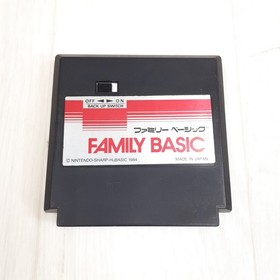 OFF ◀▶ ON
BACK UP SWITCH
ファミリーベーシック
FAMILY BASIC
©NINTENDO•SHARP•HuBASIC 1984
MADE IN JAPAN